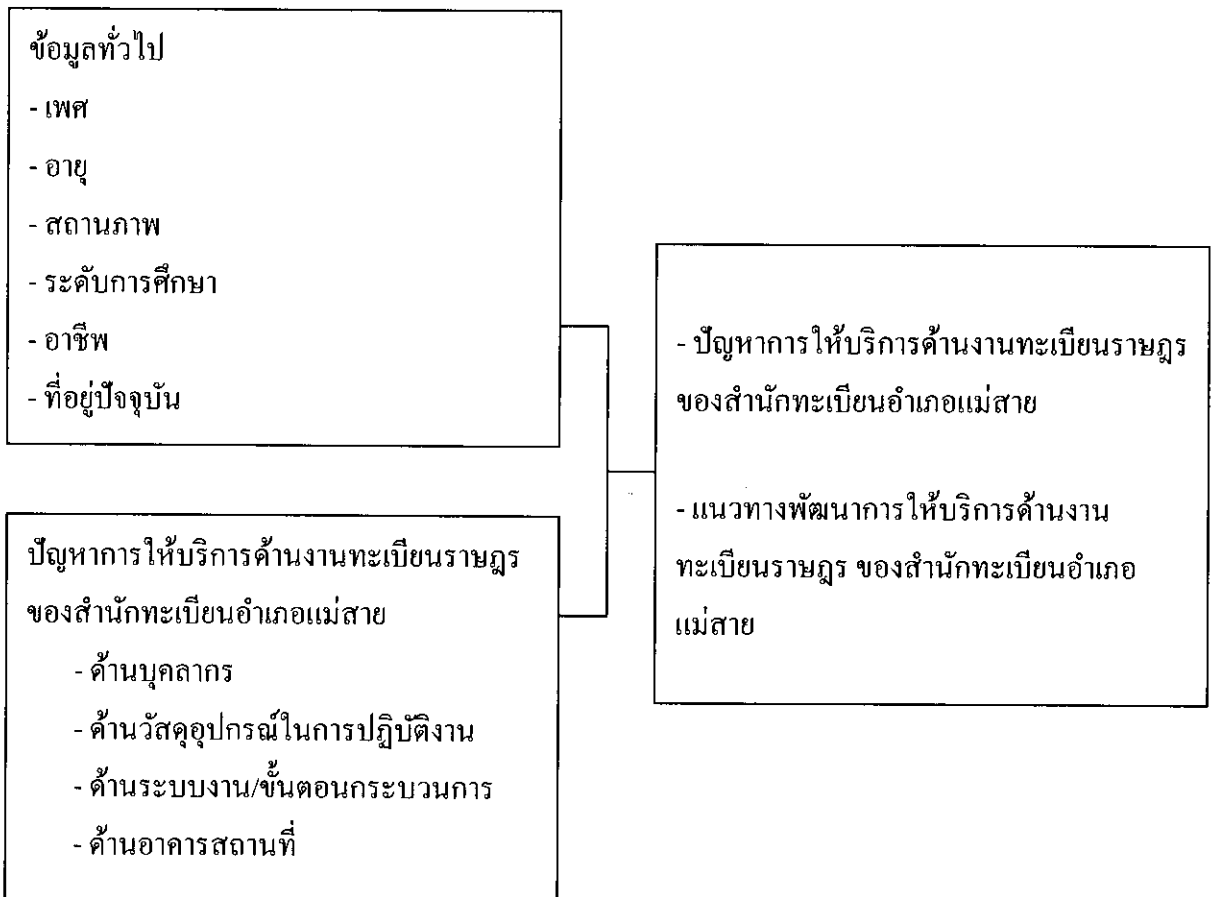 ข้อมูลทั่วไป
- เพศ
- อายุ
- สถานภาพ
- ระดับการศึกษา
- อาชีพ
- ที่อยู่ปัจจุบัน
ปัญหาการให้บริการด้านงานทะเบียนราษฎร
ของสำนักทะเบียนอำเภอแม่สาย
- ด้านบุคลากร
- ด้านวัสดุอุปกรณ์ในการปฏิบัติงาน
- ด้านระบบงาน/ขั้นตอนกระบวนการ
- ด้านอาคารสถานที่
- ปัญหาการให้บริการด้านงานทะเบียนราษฎร
ของสำนักทะเบียนอำเภอแม่สาย
- แนวทางพัฒนาการให้บริการด้านงาน
ทะเบียนราษฎร ของสำนักทะเบียนอำเภอ
แม่สาย